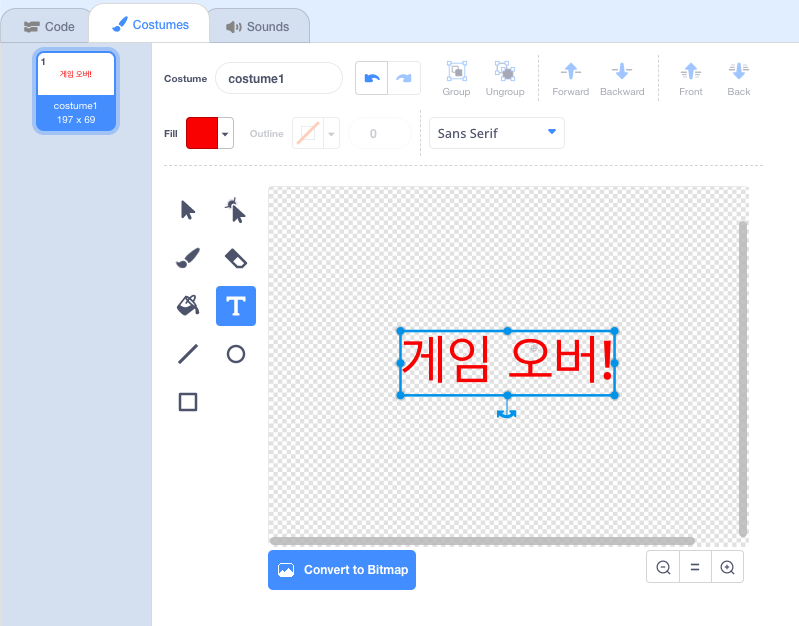 Code
Costumes
Sounds
1
게임 오버!
costume1
197 x 69
Costume
costume1
Group
Ungroup
Forward
Backward
Front
Back
Fill
Outline
0
Sans Serif
T
게임 오버!
Convert to Bitmap